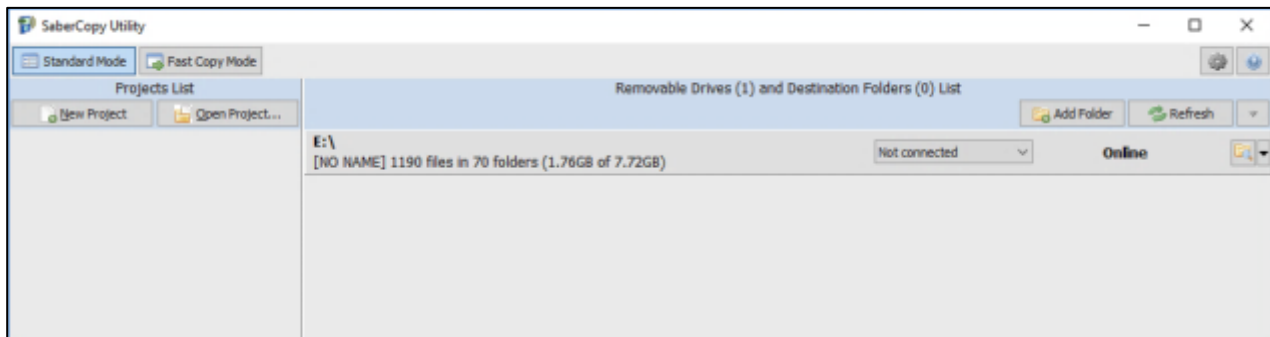 SaberCopy Utility
Standard Mode Fast Copy Mode
Projects List
New Project Open Project...
Removable Drives (1) and Destination Folders (0) List
Add Folder Refresh
E:\
[NO NAME] 1190 files in 70 folders (1.76GB of 7.72GB)
Not connected
Online